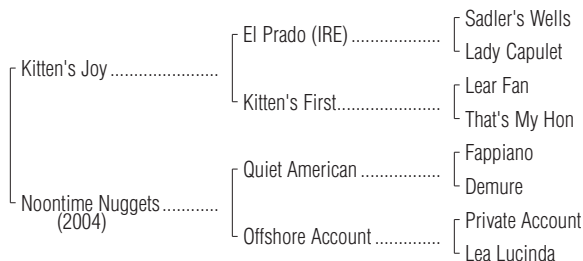 Sadler's Wells
El Prado (IRE) ....................
Lady Capulet
Kitten's Joy ........................
Lear Fan
Kitten's First .......................
That's My Hon
Fappiano
Quiet American ..................
Demure
Noontime Nuggets ............
(2004)
Private Account
Offshore Account ...............
Lea Lucinda